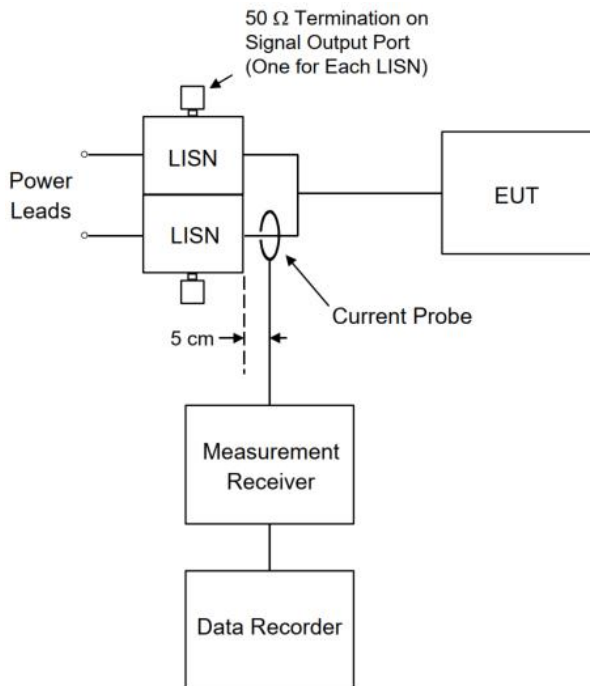 50 Ω Termination on
Signal Output Port
(One for Each LISN)
LISN
Power
Leads
LISN
EUT
Current Probe
5 cm
Measurement
Receiver
Data Recorder